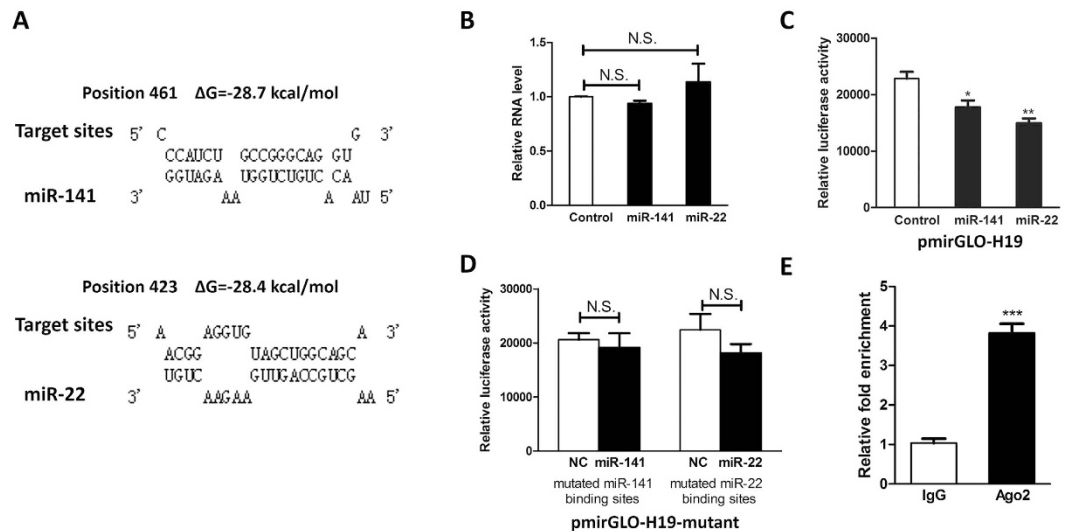 A
Position 461 ΔG=-28.7 kcal/mol
Target sites 5' C G 3'
CCAUCU GCCGGGCAG GU
GGUAGA UGGUCUGUC CA
miR-141 3' AA A AU 5'
Position 423 ΔG=-28.4 kcal/mol
Target sites 5' A AGGUG A 3'
ACGG UAGCUGGCAGC
UGUC GUUGACCGUCG
miR-22 3' AAGAA AA 5'
B
Relative RNA level
1.5
1.0
0.5
0.0
N.S.
N.S.
Control miR-141 miR-22
C
Relative luciferase activity
30000
20000
10000
0
*
**
Control miR-141 miR-22
pmirGLO-H19
D
Relative luciferase activity
30000
20000
10000
0
N.S.
N.S.
NC miR-141 NC miR-22
mutated miR-141 mutated miR-22
binding sites binding sites
pmirGLO-H19-mutant
E
Relative fold enrichment
5
4
3
2
1
0
***
IgG Ago2